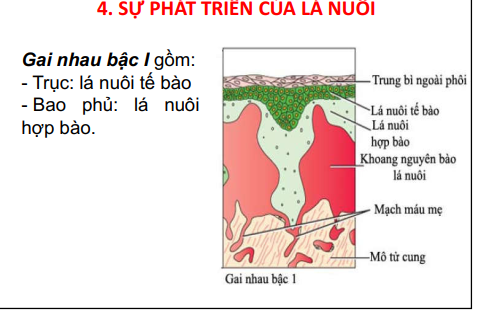 4. SỰ PHÁT TRIỂN CỦA LÁ NUÔI
Gai nhau bậc I gồm:
- Trục: lá nuôi tế bào
- Bao phủ: lá nuôi
hợp bào.
Trung bì ngoài phôi
Lá nuôi tế bào
Lá nuôi
hợp bào
Khoang nguyên bào
lá nuôi
Mạch máu mẹ
Mô tử cung
Gai nhau bậc 1